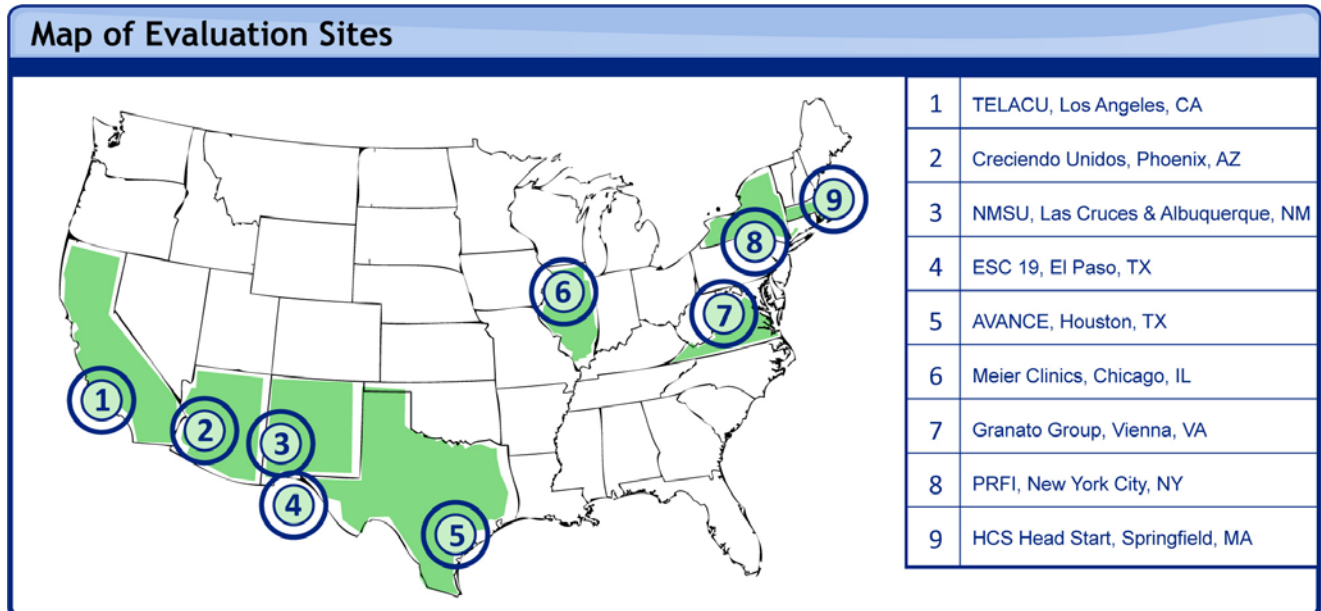 Map of Evaluation Sites
1 TELACU, Los Angeles, CA
2 Creciendo Unidos, Phoenix, AZ
3 NMSU, Las Cruces & Albuquerque, NM
4 ESC 19, El Paso, TX
5 AVANCE, Houston, TX
6 Meier Clinics, Chicago, IL
7 Granato Group, Vienna, VA
8 PRFI, New York City, NY
9 HCS Head Start, Springfield, MA
9
8
6
7
1
2
3
4
5